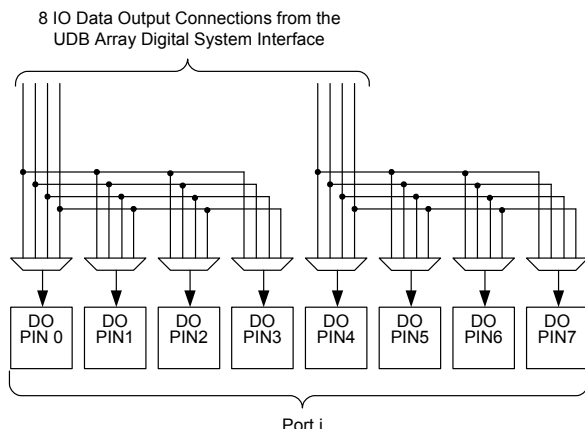 8 IO Data Output Connections from the
UDB Array Digital System Interface
DO
PIN 0
DO
PIN1
DO
PIN2
DO
PIN3
DO
PIN4
DO
PIN5
DO
PIN6
DO
PIN7
Port i